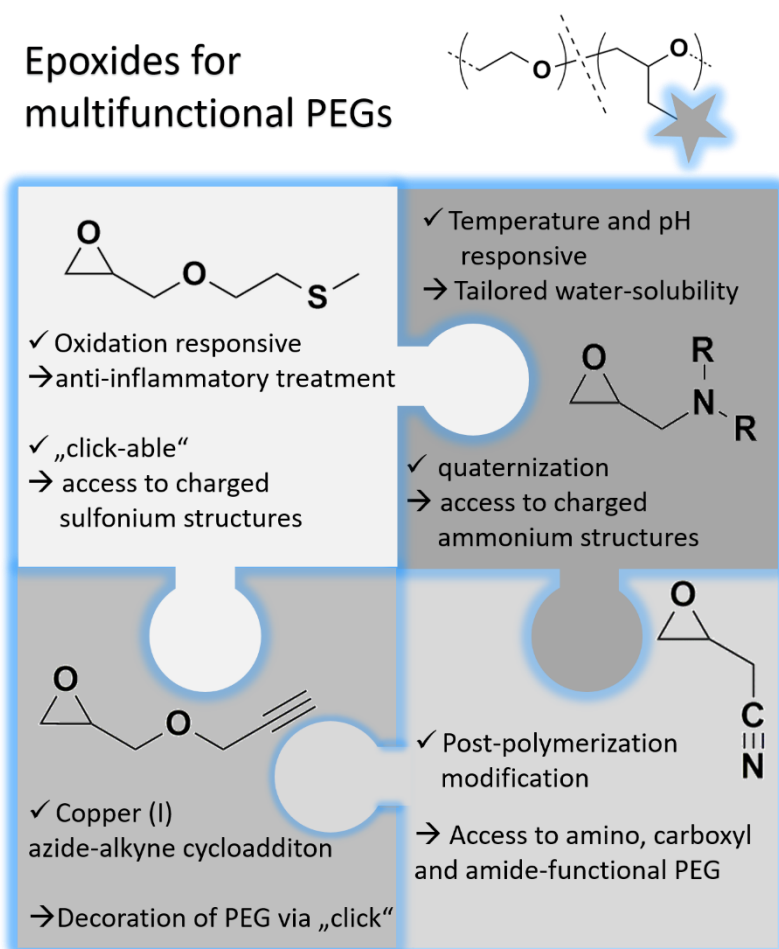 Epoxides for
multifunctional PEGs
O
O
O
O
S
✓ Oxidation responsive
→anti-inflammatory treatment
✓ „click-able“
→ access to charged
sulfonium structures
✓ Temperature and pH
responsive
→ Tailored water-solubility
O
R
N
R
✓ quaternization
→ access to charged
ammonium structures
O
O
✓ Copper (I)
azide-alkyne cycloadditon
→Decoration of PEG via „click“
O
C
N
✓ Post-polymerization
modification
→ Access to amino, carboxyl
and amide-functional PEG